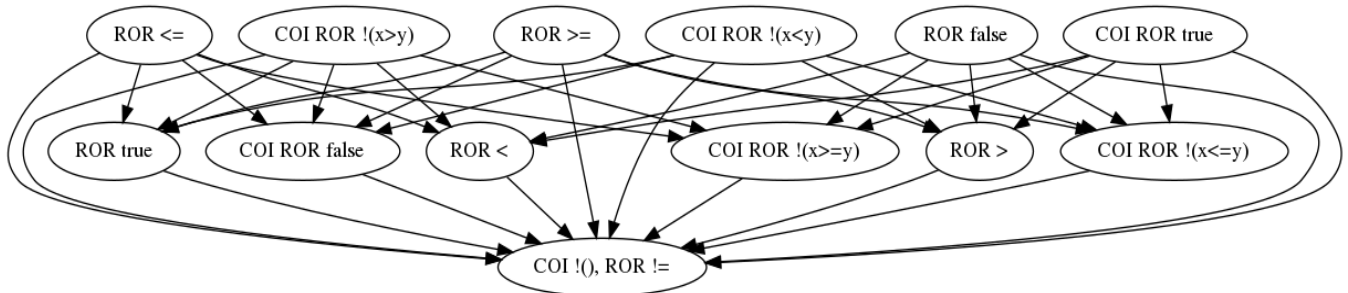 ROR <=
COI ROR !(x>y)
ROR >=
COI ROR !(x<y)
ROR false
COI ROR true
ROR true
COI ROR false
ROR <
COI ROR !(x>=y)
ROR >
COI ROR !(x<=y)
COI !(), ROR !=